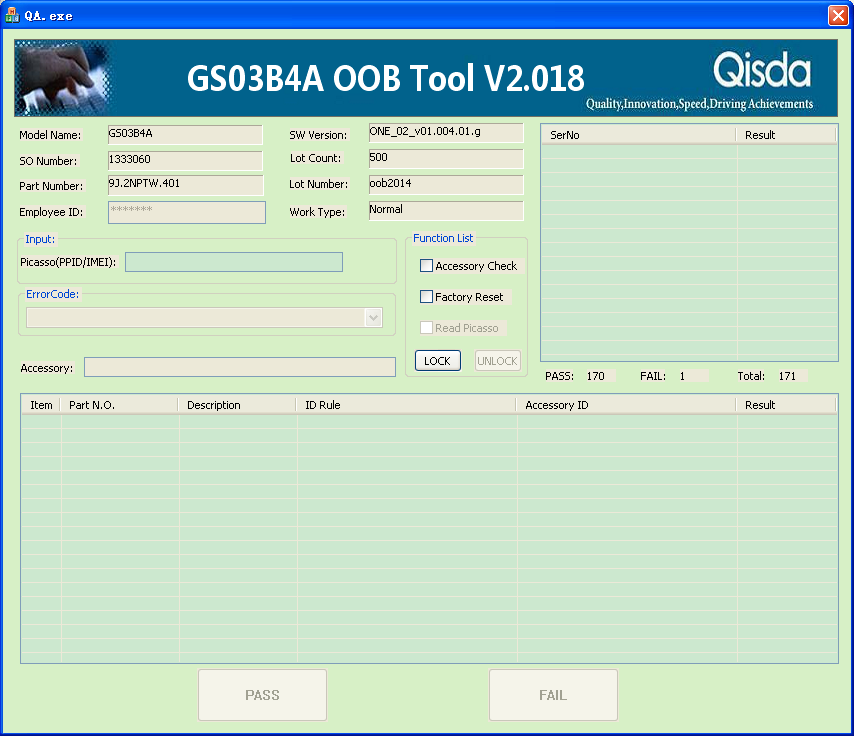 QA.exe
GS03B4A OOB Tool V2.018
Qisda
Quality,Innovation,Speed,Driving Achievements
Model Name: GS03B4A SW Version: ONE_02_v01.004.01.g
SO Number: 1333060 Lot Count: 500
Part Number: 9J.2NPTW.401 Lot Number: oob2014
Employee ID: ******* Work Type: Normal
SerNo Result
Input:
Picasso(PPID/IMEI):
ErrorCode:
Accessory:
Function List
Accessory Check
Factory Reset
Read Picasso
LOCK UNLOCK
PASS: 170 FAIL: 1 Total: 171
Item Part N.O. Description ID Rule Accessory ID Result
PASS FAIL